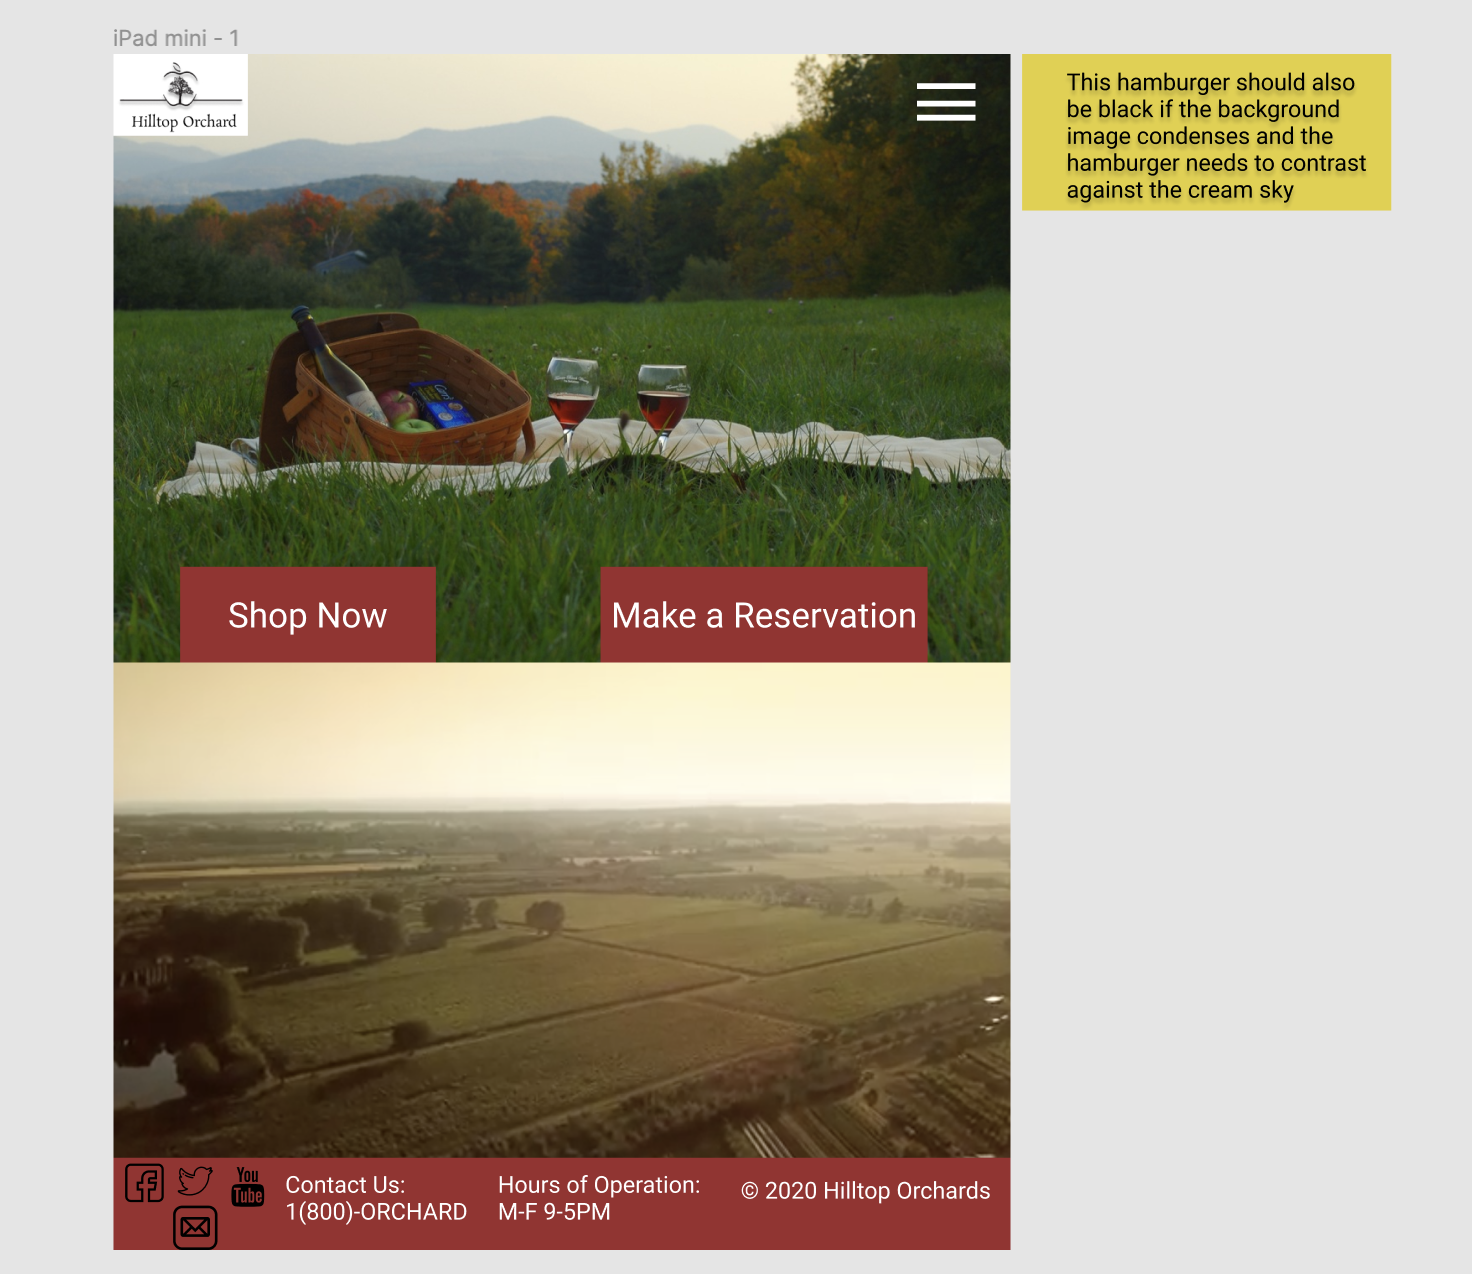 iPad mini - 1
Hilltop Orchard
This hamburger should also
be black if the background
image condenses and the
hamburger needs to contrast
against the cream sky
Shop Now
Make a Reservation
You
Tube
Contact Us:
1(800)-ORCHARD
Hours of Operation:
M-F 9-5PM
© 2020 Hilltop Orchards